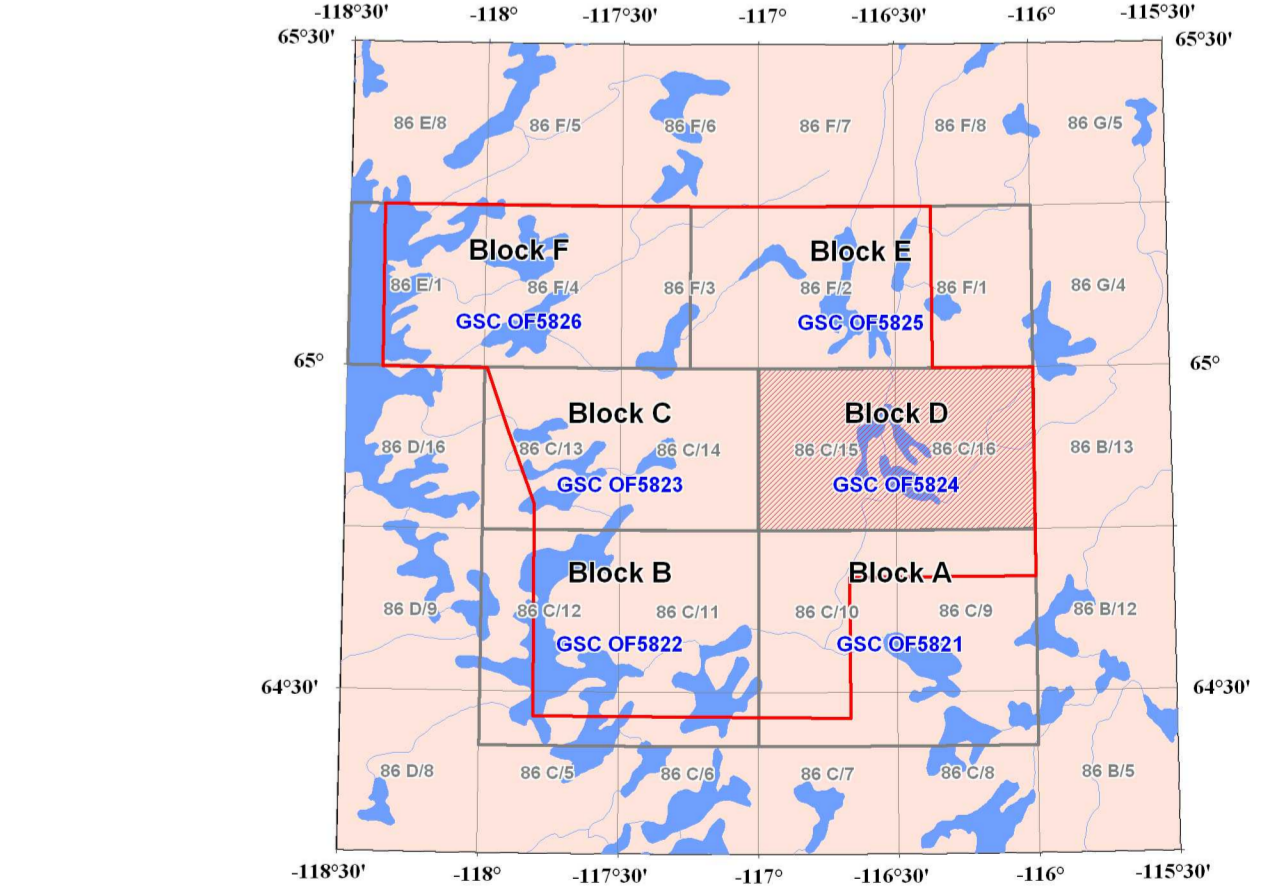 -118°30' -118° -117°30' -117° -116°30' -116° -115°30'
65°30' 65°30'
86 E/8 86 F/5 86 F/6 86 F/7 86 F/8 86 G/5
Block F Block E
86 E/1 86 F/4 86 F/3 86 F/2 86 F/1 86 G/4
GSC OF5826 GSC OF5825
65° 65°
Block C Block D
86 D/16 86 C/13 86 C/14 86 C/15 86 C/16 86 B/13
GSC OF5823 GSC OF5824
Block B Block A
86 D/9 86 C/12 86 C/11 86 C/10 86 C/9 86 B/12
GSC OF5822 GSC OF5821
64°30' 64°30'
86 D/8 86 C/5 86 C/6 86 C/7 86 C/8 86 B/5
-118°30' -118° -117°30' -117° -116°30' -116° -115°30'